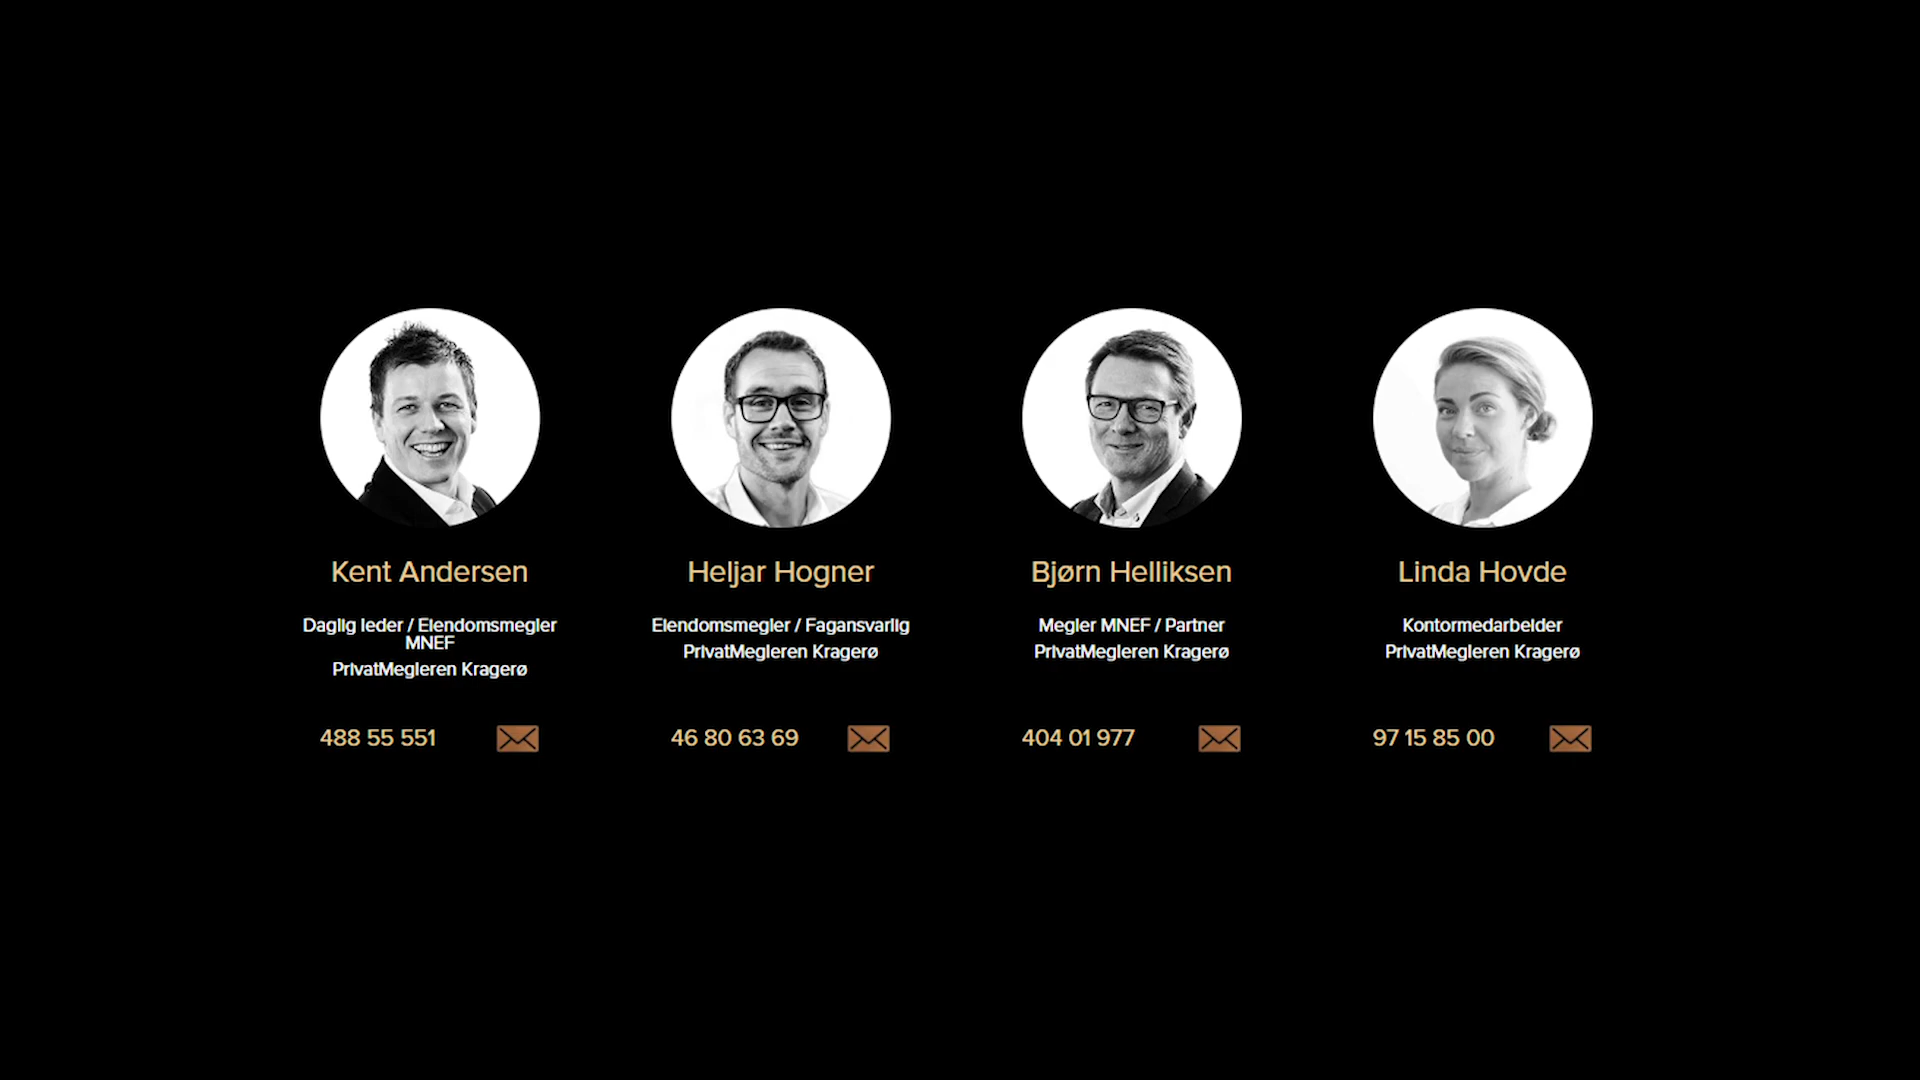 Kent Andersen
Daglig leder / Eiendomsmegler
MNEF
PrivatMegleren Kragerø
488 55 551
Heljar Hogner
Eiendomsmegler / Fagansvarlig
PrivatMegleren Kragerø
46 80 63 69
Bjørn Helliksen
Megler MNEF / Partner
PrivatMegleren Kragerø
404 01 977
Linda Hovde
Kontormedarbeider
PrivatMegleren Kragerø
97 15 85 00